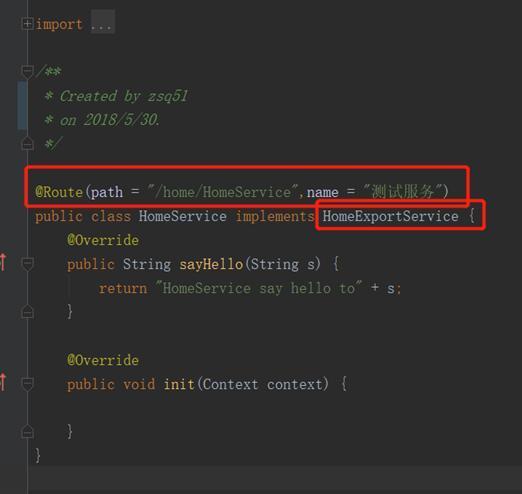 import ...
/**
* Created by zsq51
* on 2018/5/30.
*/
@Route(path = "/home/HomeService",name = "测试服务")
public class HomeService implements HomeExportService {
@Override
public String sayHello(String s) {
return "HomeService say hello to" + s;
}
@Override
public void init(Context context) {
}
}